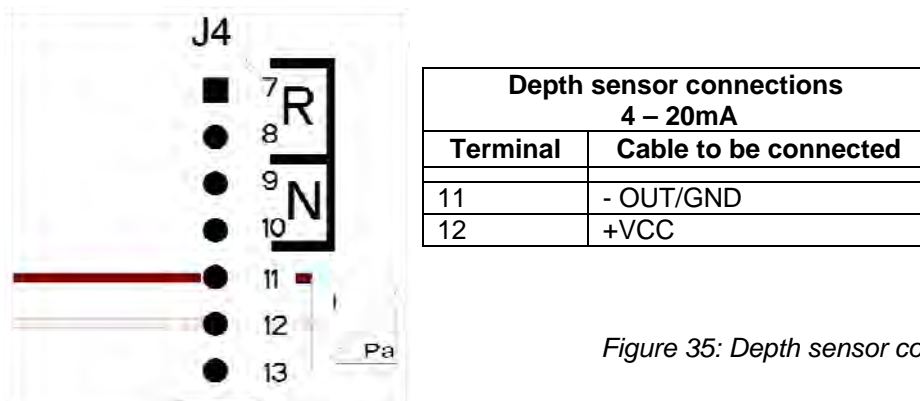 J4
7
R
8
9
N
10
11
12
Pa
13
Depth sensor connections
4 – 20mA
Terminal Cable to be connected
11 - OUT/GND
12 +VCC
Figure 35: Depth sensor co